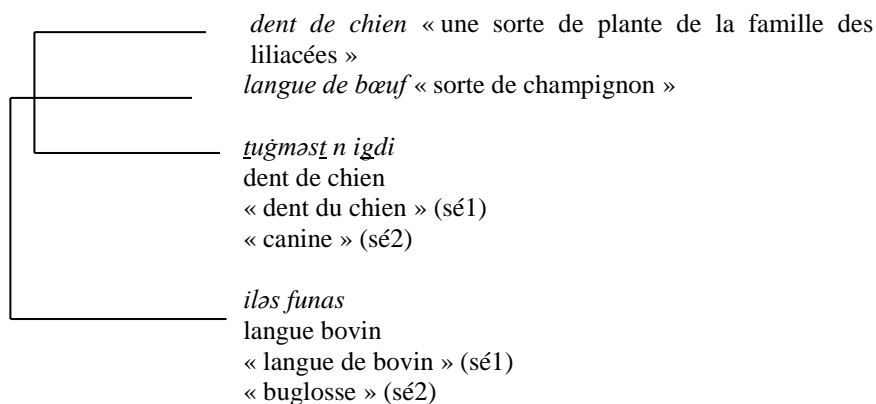 dent de chien « une sorte de plante de la famille des
liliacées »
langue de bœuf « sorte de champignon »
ṯuġməsṯ n ig̱di
dent de chien
« dent du chien » (sé1)
« canine » (sé2)
iləs funas
langue bovin
« langue de bovin » (sé1)
« buglosse » (sé2)